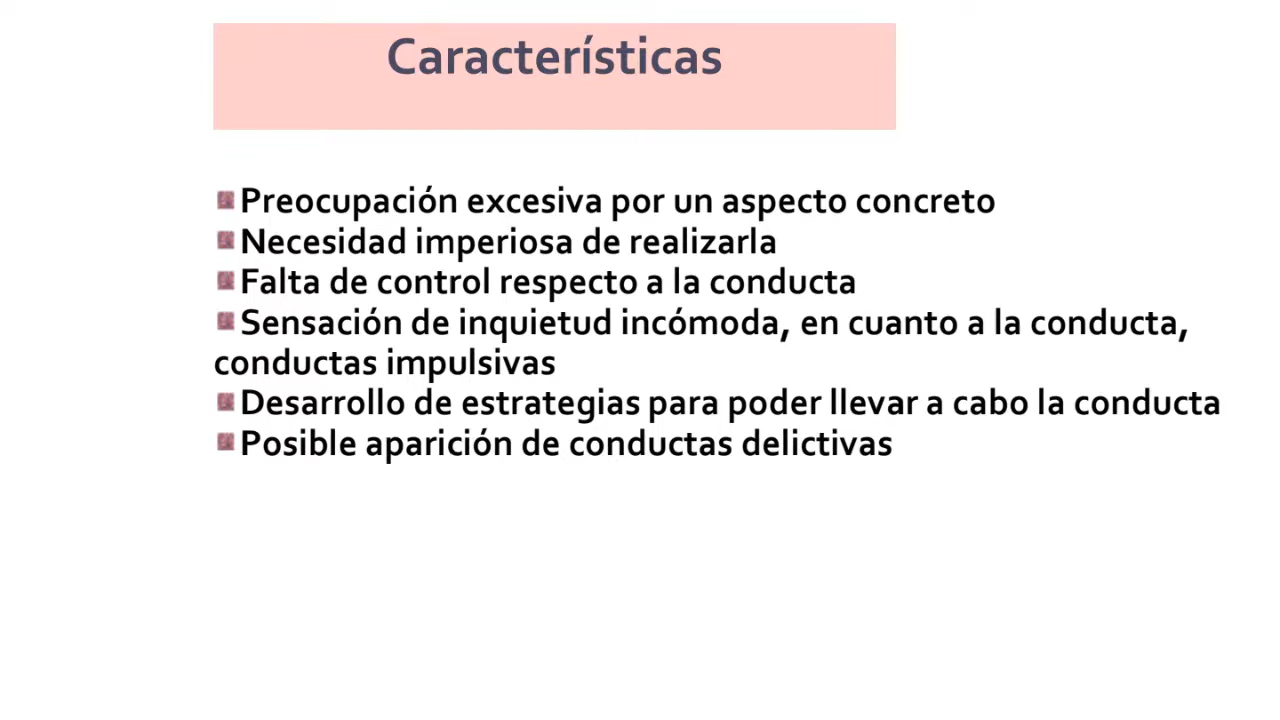 Características
Preocupación excesiva por un aspecto concreto
Necesidad imperiosa de realizarla
Falta de control respecto a la conducta
Sensación de inquietud incómoda, en cuanto a la conducta,
conductas impulsivas
Desarrollo de estrategias para poder llevar a cabo la conducta
Posible aparición de conductas delictivas